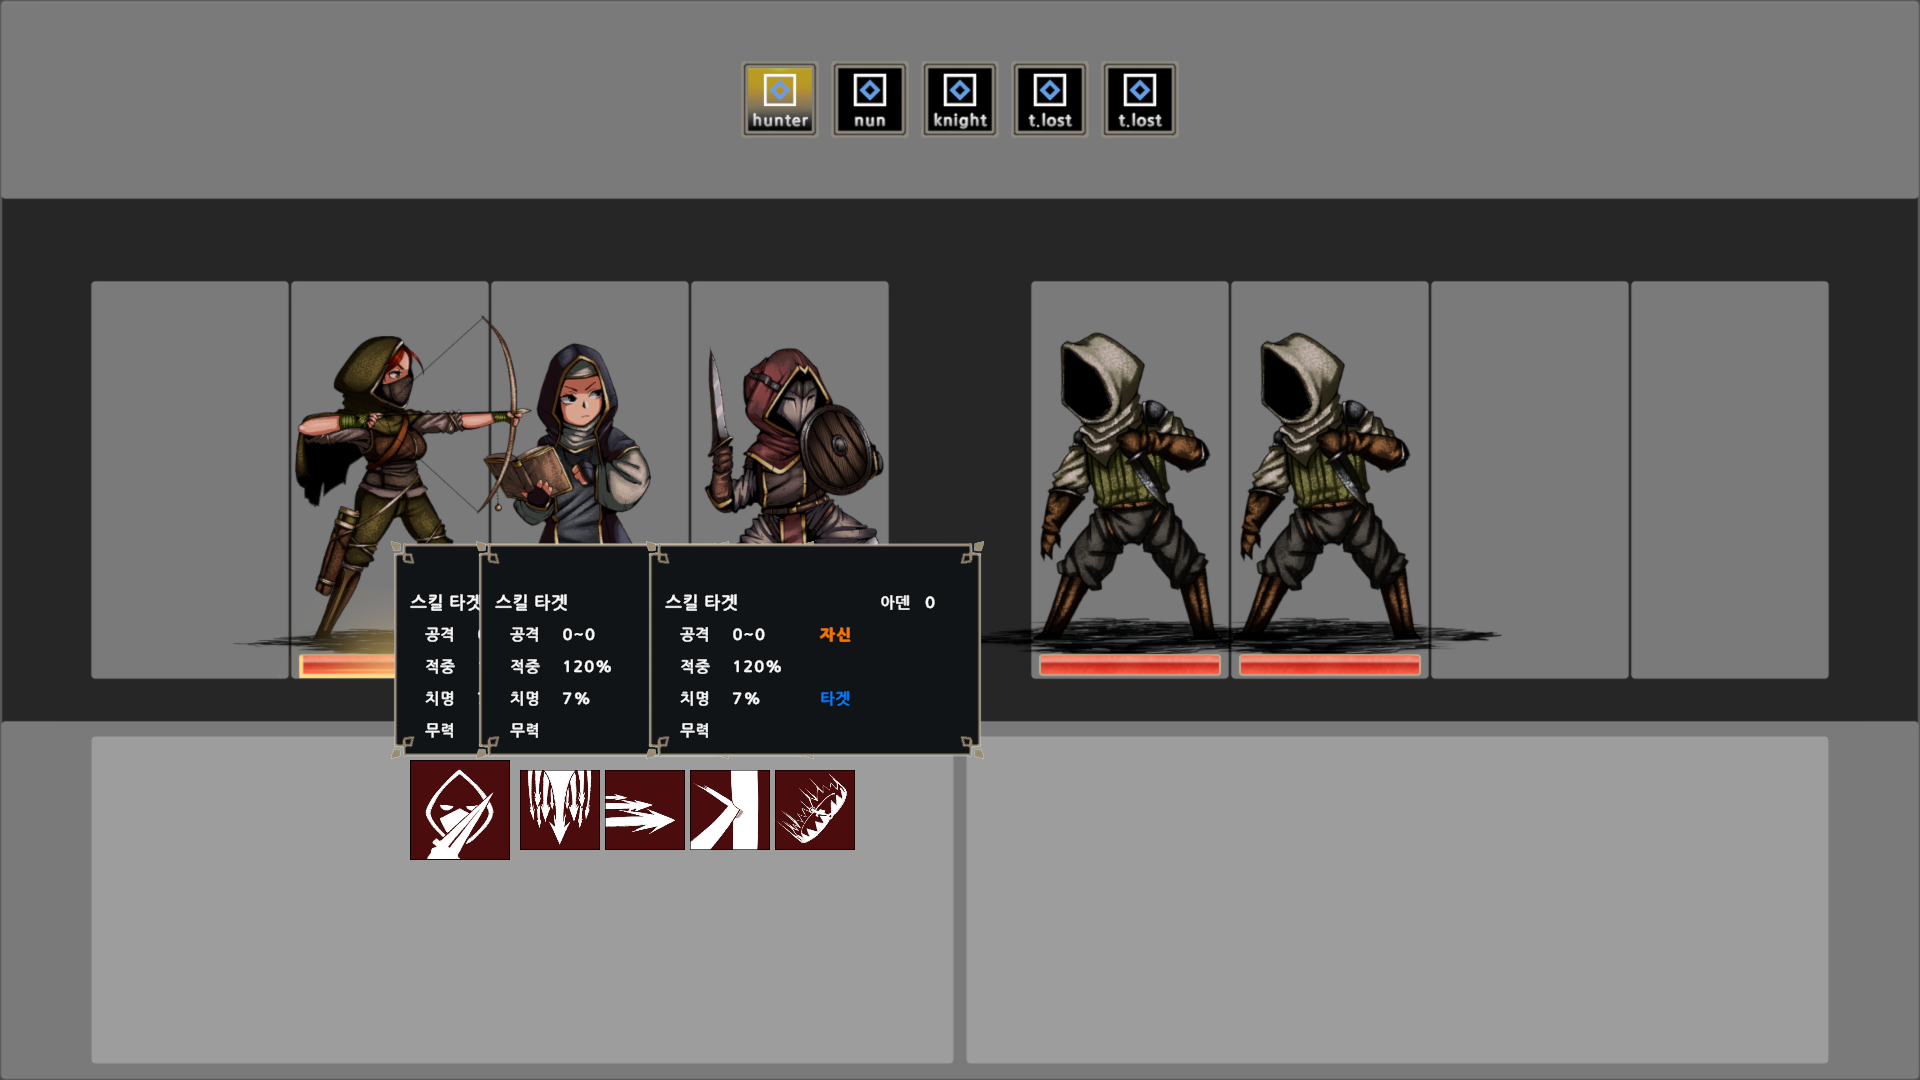 hunter
nun
knight
t.lost
t.lost
스킬 타겟
공격
적중
치명
무력
스킬 타겟
공격 0~0
적중 120%
치명 7%
무력
스킬 타겟 아덴 0
공격 0~0 자신
적중 120%
치명 7% 타겟
무력